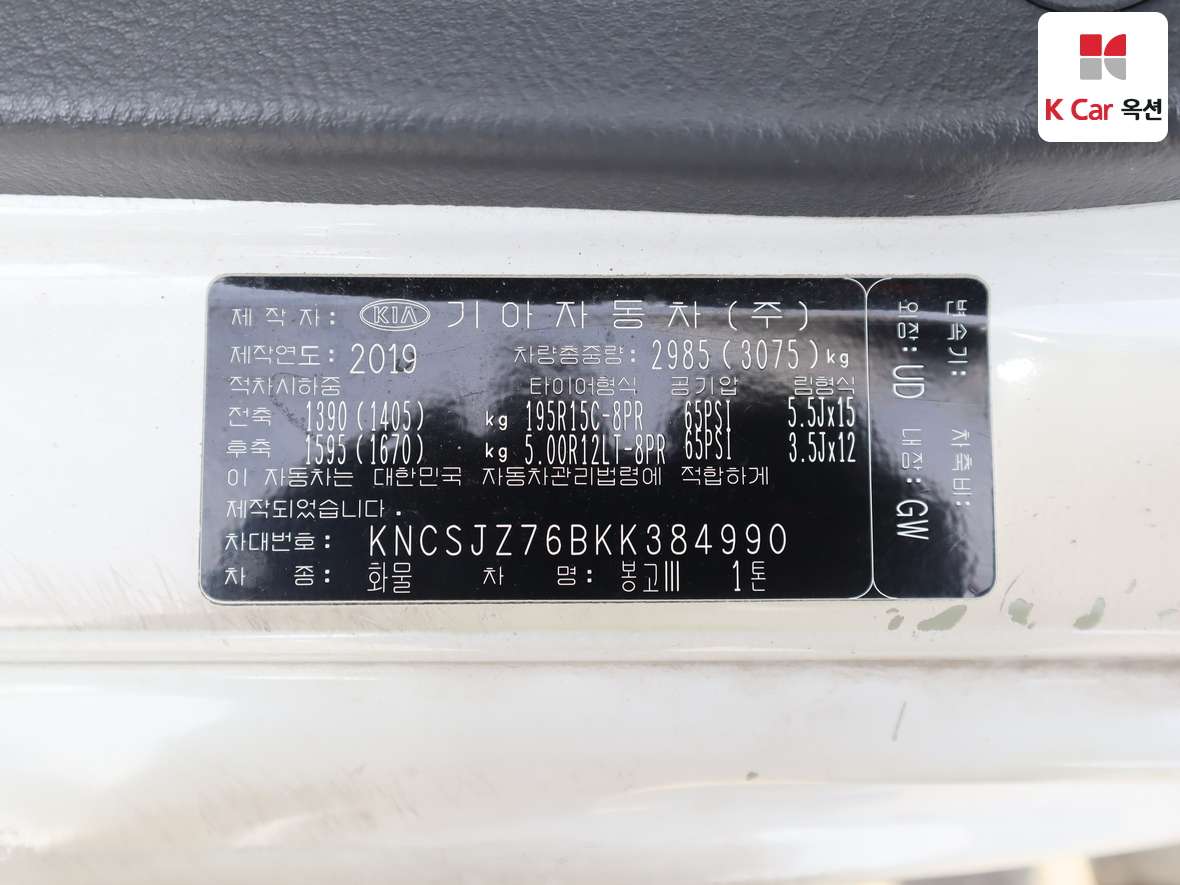 K Car 옥션
제 작 자 : KIA 기아자동차(주)
제작연도: 2019 차량총중량: 2985(3075)kg
적차시하중 타이어형식 공기압 림형식
전축 1390(1405) kg 195R15C-8PR 65PSI 5.5Jx15
후축 1595(1670) kg 5.00R12LT-8PR 65PSI 3.5Jx12
이 자동차는 대한민국 자동차관리법령에 적합하게
제작되었습니다.
차대번호: KNCSJZ76BKK384990
차 종: 화물 차 명: 봉고III 1톤
변속기: 차축비:
외장: UD 내장: GW